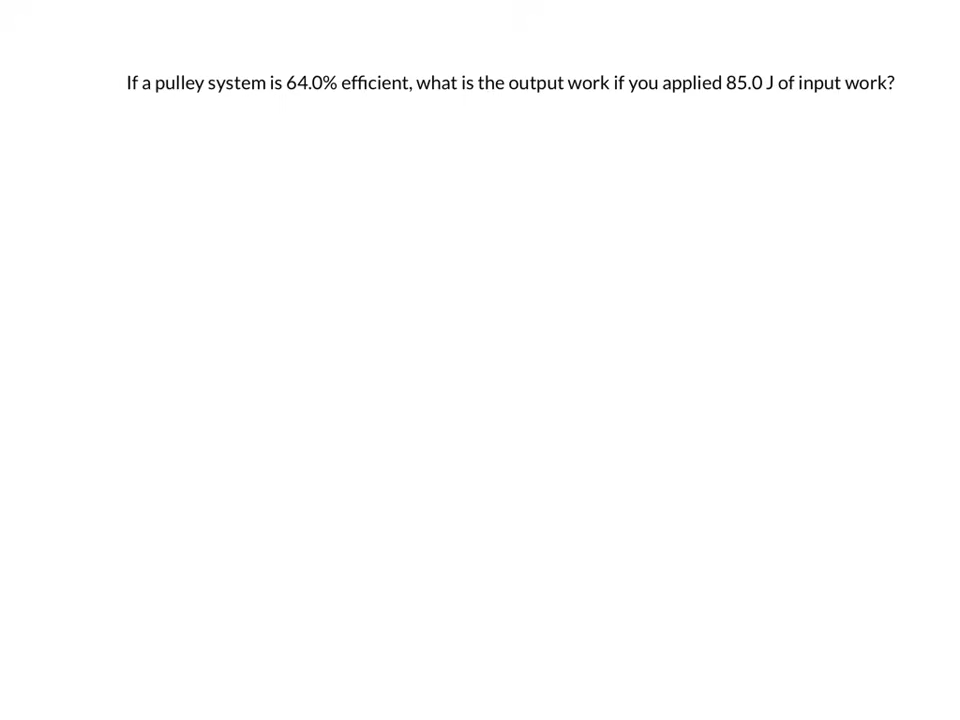 If a pulley system is 64.0% efficient, what is the output work if you applied 85.0 J of input work?